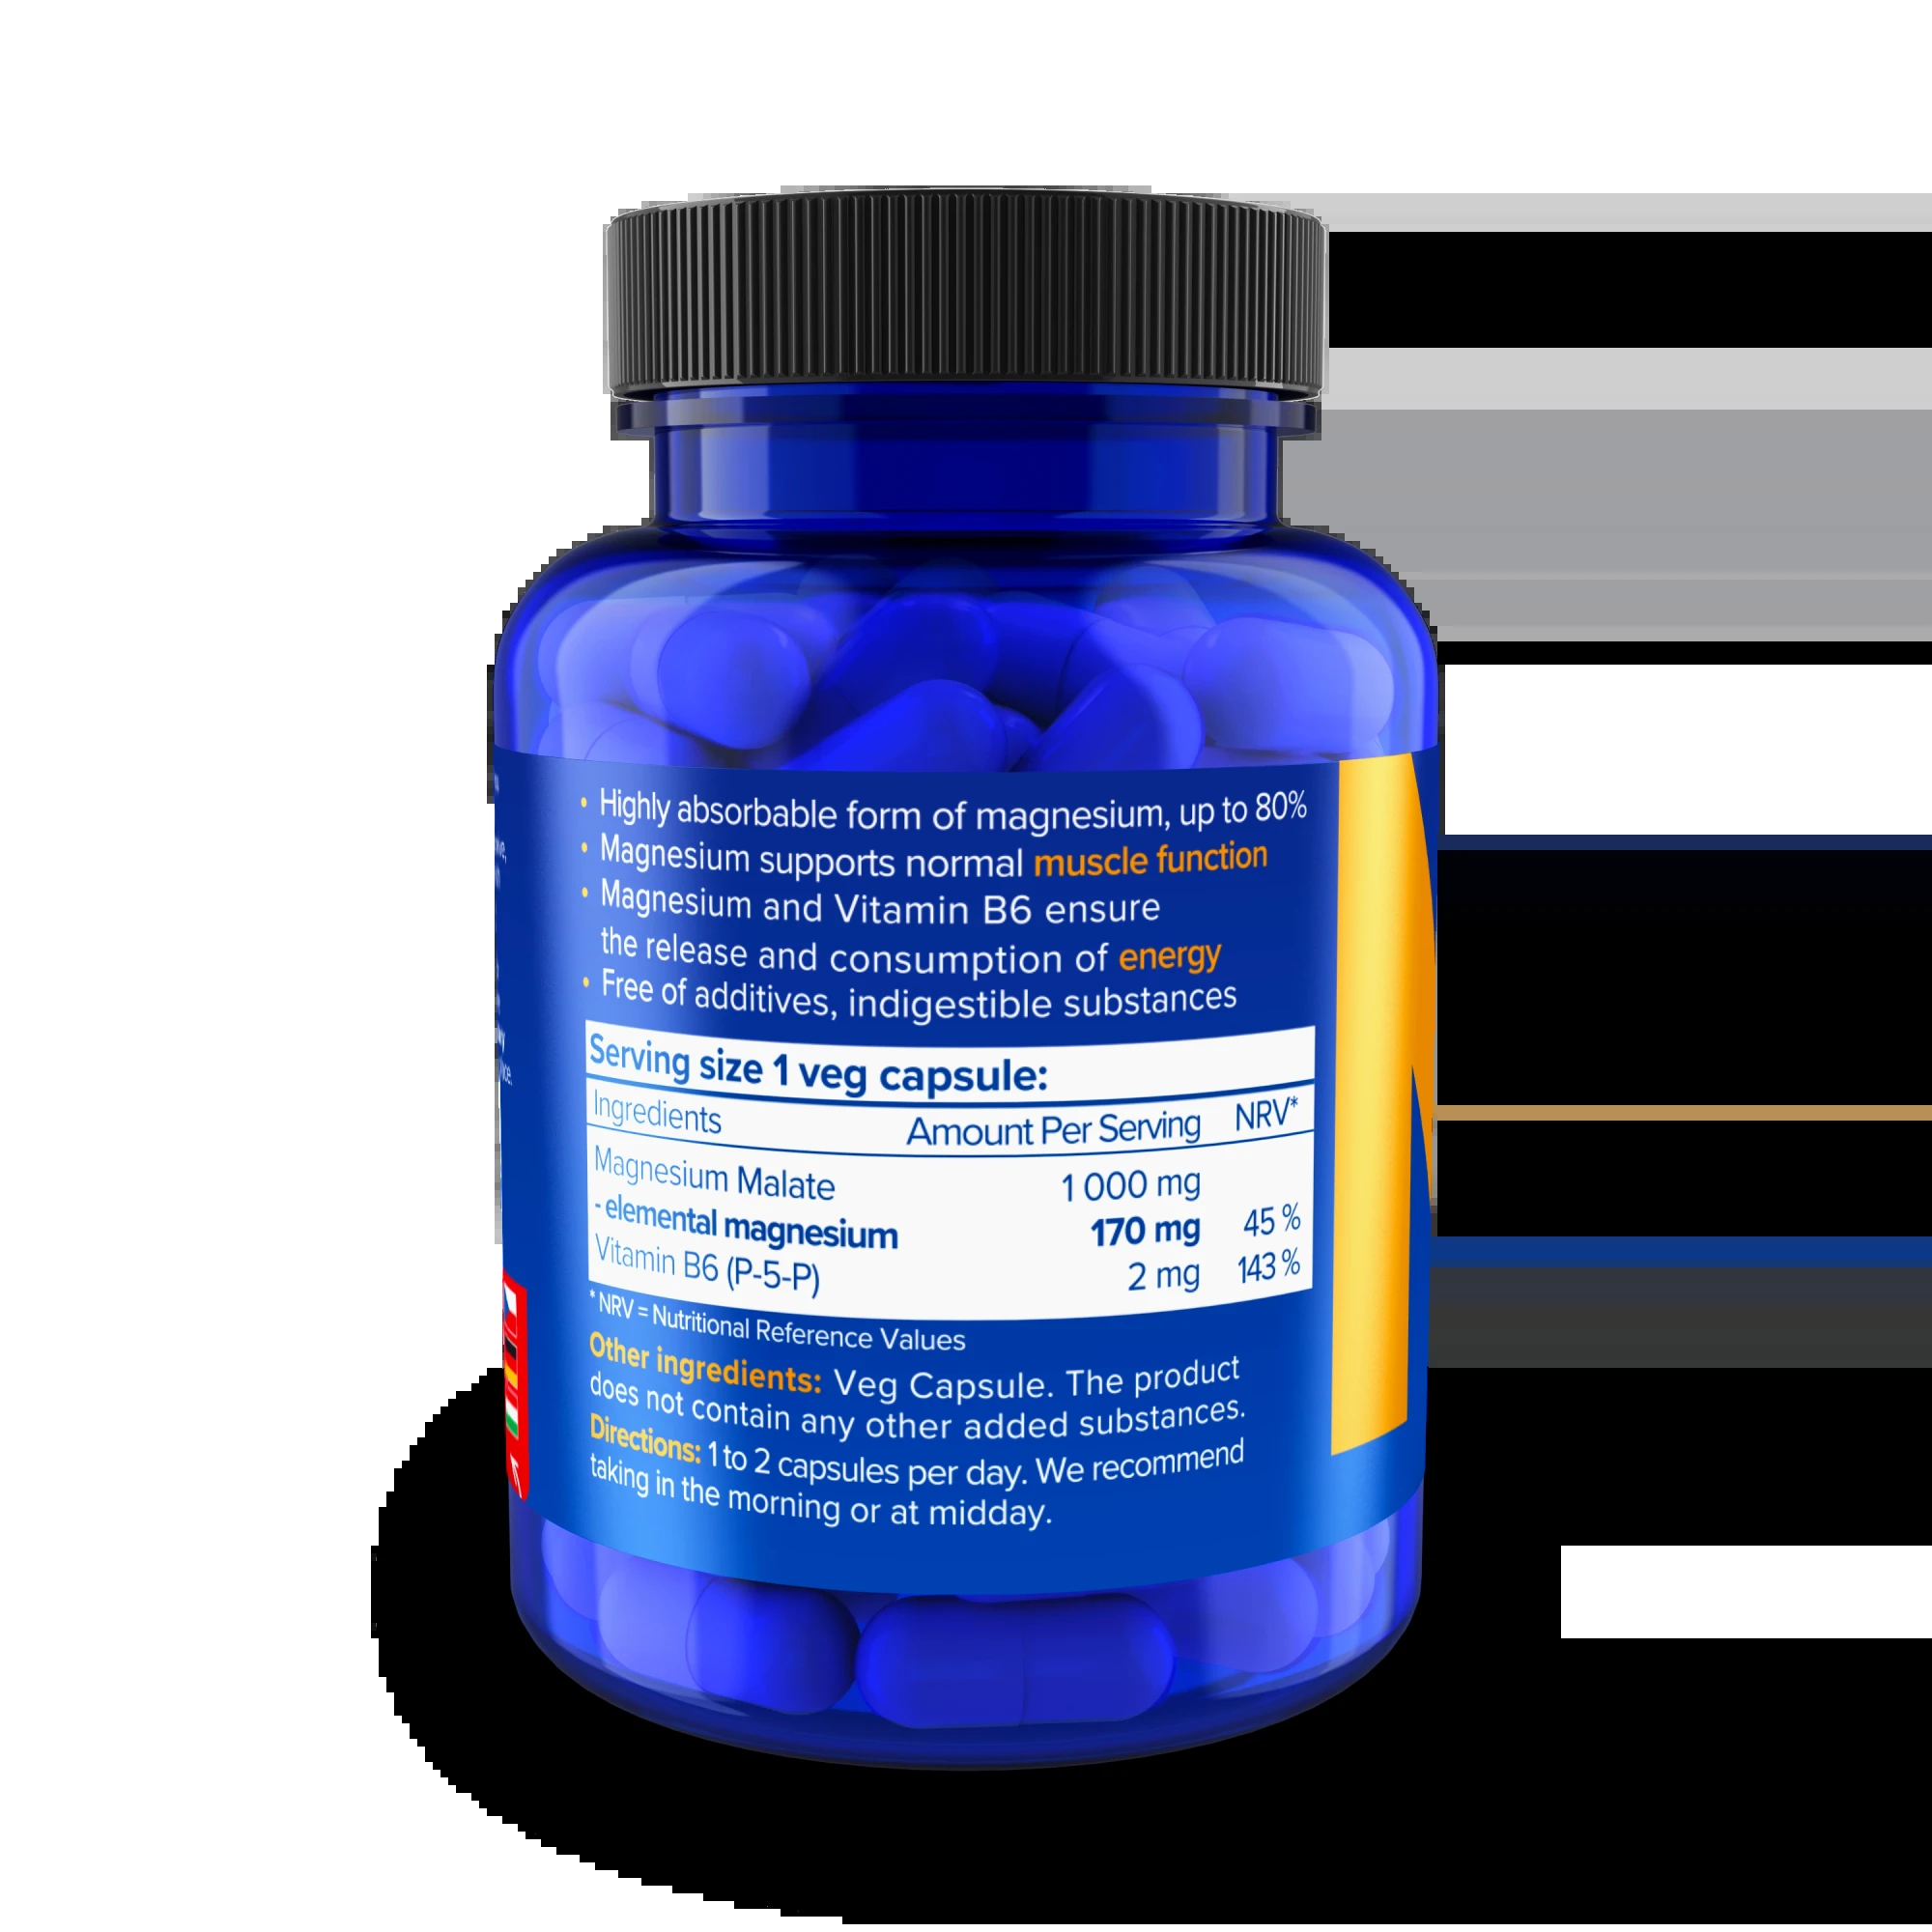 • Highly absorbable form of magnesium, up to 80%
• Magnesium supports normal muscle function
• Magnesium and Vitamin B6 ensure
the release and consumption of energy
• Free of additives, indigestible substances
Serving size 1 veg capsule:
Ingredients Amount Per Serving NRV*
Magnesium Malate 1 000 mg
- elemental magnesium 170 mg 45 %
Vitamin B6 (P-5-P) 2 mg 143 %
* NRV = Nutritional Reference Values
Other ingredients: Veg Capsule. The product
does not contain any other added substances.
Directions: 1 to 2 capsules per day. We recommend
taking in the morning or at midday.